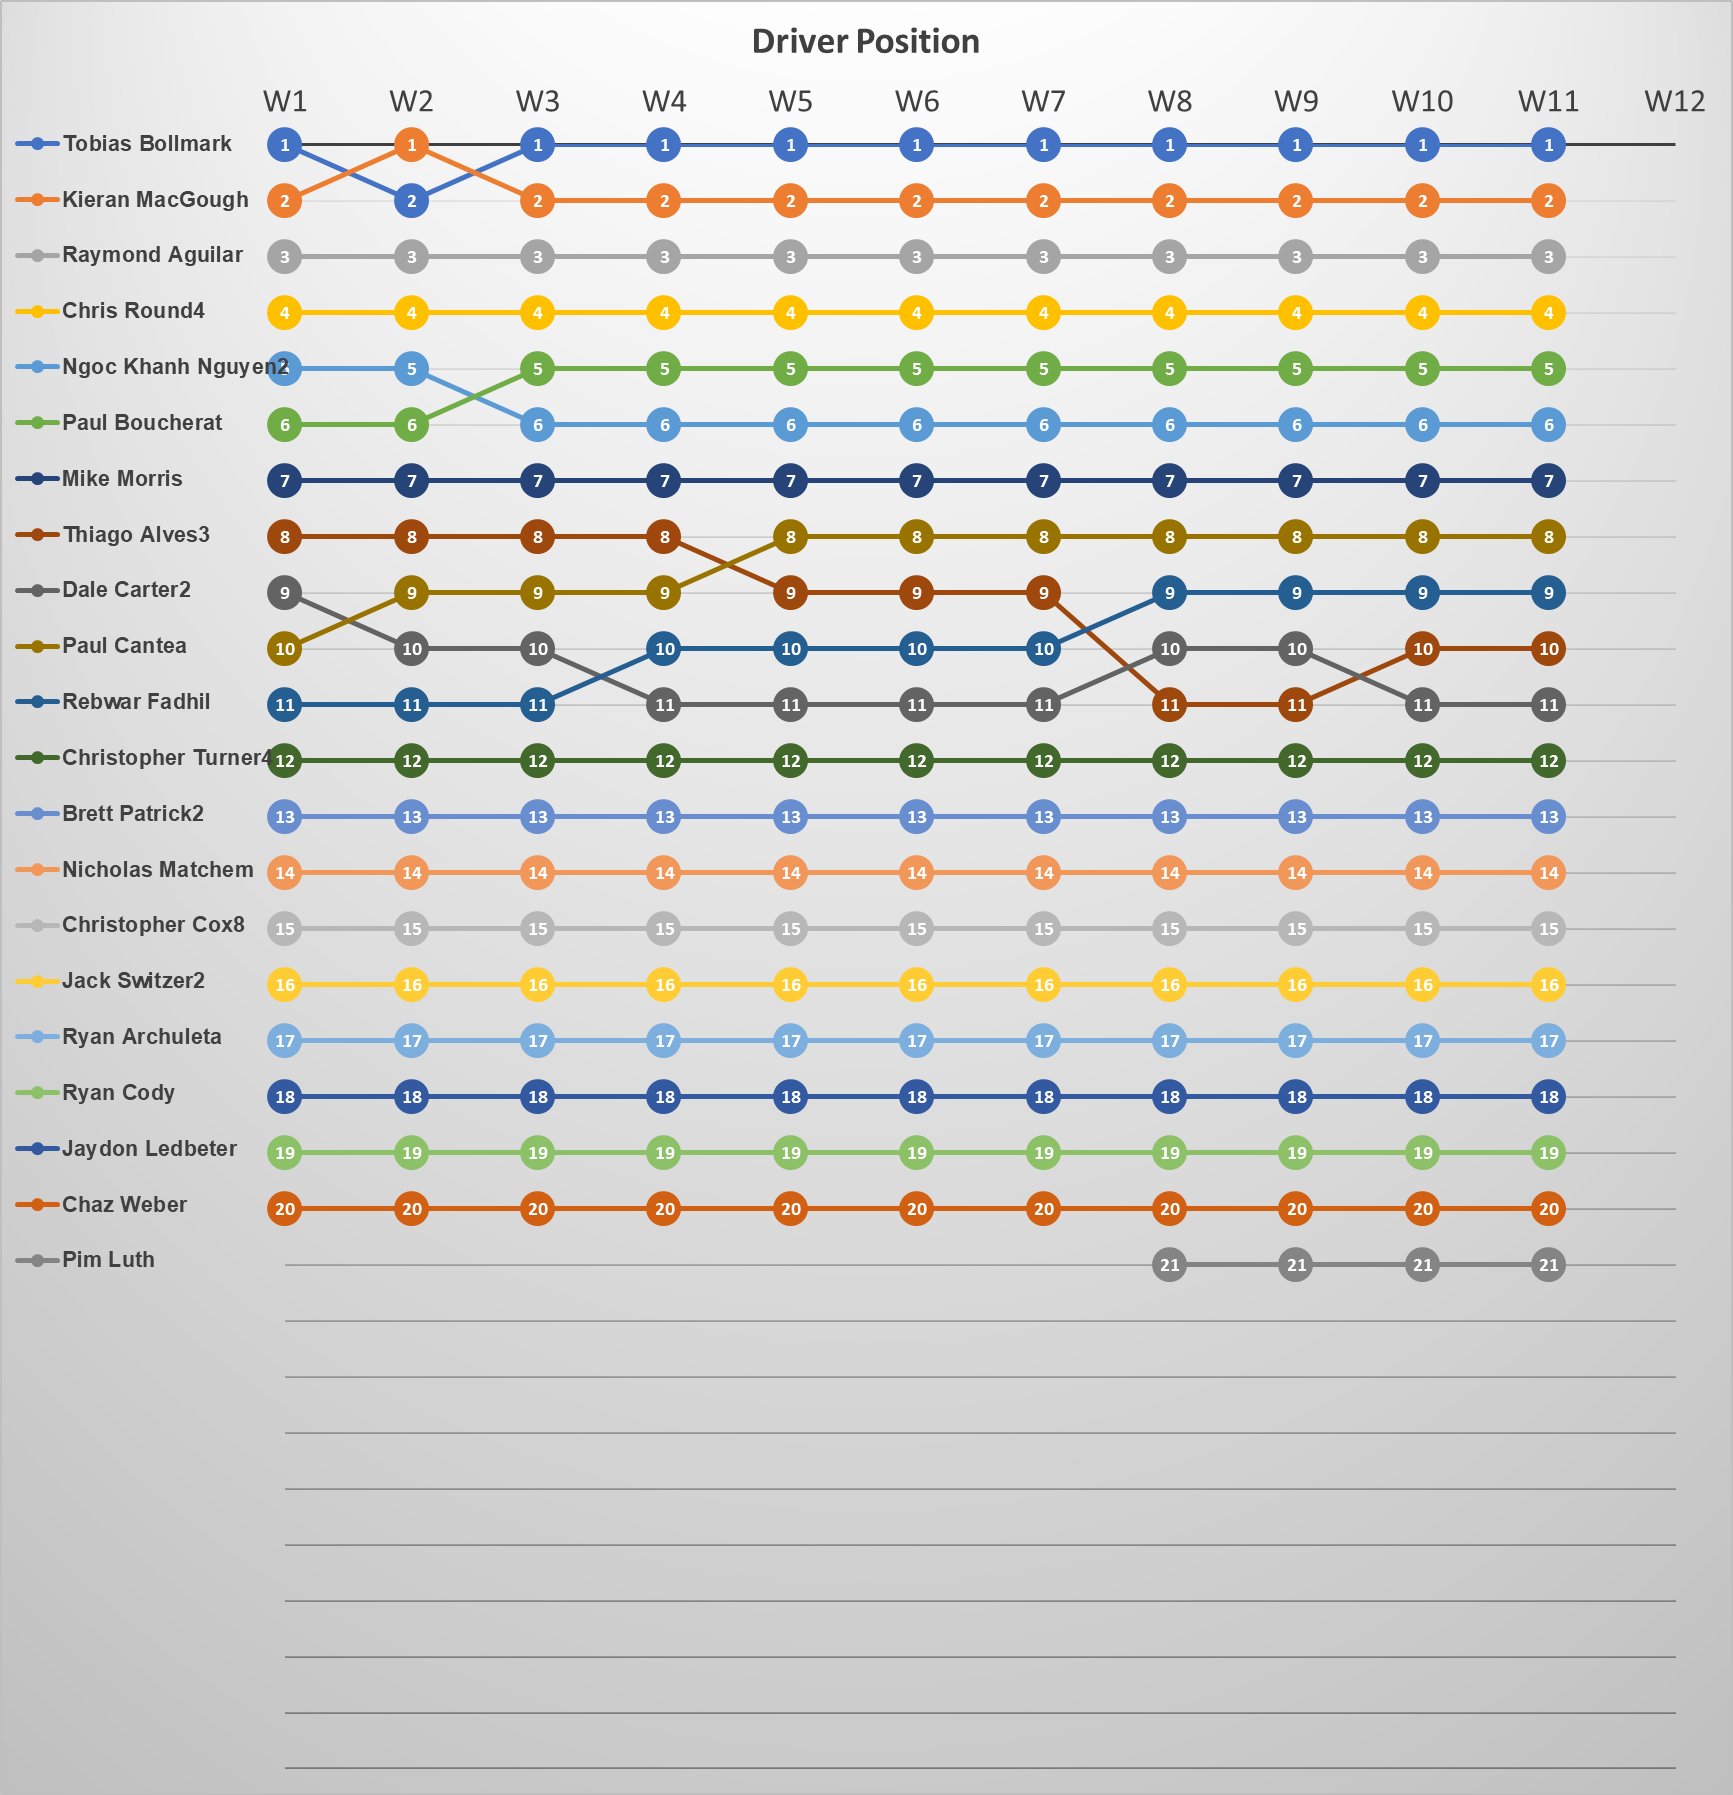 Driver Position
W1 W2 W3 W4 W5 W6 W7 W8 W9 W10 W11 W12
Tobias Bollmark 1 1 1 1 1 1 1 1 1 1 1
Kieran MacGough 2 2 2 2 2 2 2 2 2 2 2
Raymond Aguilar 3 3 3 3 3 3 3 3 3 3 3
Chris Round4 4 4 4 4 4 4 4 4 4 4 4
Ngoc Khanh Nguyen2 5 5 5 5 5 5 5 5 5 5
Paul Boucherat 6 6 6 6 6 6 6 6 6 6 6
Mike Morris 7 7 7 7 7 7 7 7 7 7 7
Thiago Alves3 8 8 8 8 8 8 8 8 8 8 8
Dale Carter2 9 9 9 9 9 9 9 9 9 9 9
Paul Cantea 10 10 10 10 10 10 10 10 10 10 10
Rebwar Fadhil 11 11 11 11 11 11 11 11 11 11 11
Christopher Turner4 12 12 12 12 12 12 12 12 12 12 12
Brett Patrick2 13 13 13 13 13 13 13 13 13 13 13
Nicholas Matchem 14 14 14 14 14 14 14 14 14 14 14
Christopher Cox8 15 15 15 15 15 15 15 15 15 15 15
Jack Switzer2 16 16 16 16 16 16 16 16 16 16 16
Ryan Archuleta 17 17 17 17 17 17 17 17 17 17 17
Ryan Cody 18 18 18 18 18 18 18 18 18 18 18
Jaydon Ledbeter 19 19 19 19 19 19 19 19 19 19 19
Chaz Weber 20 20 20 20 20 20 20 20 20 20 20
Pim Luth 21 21 21 21